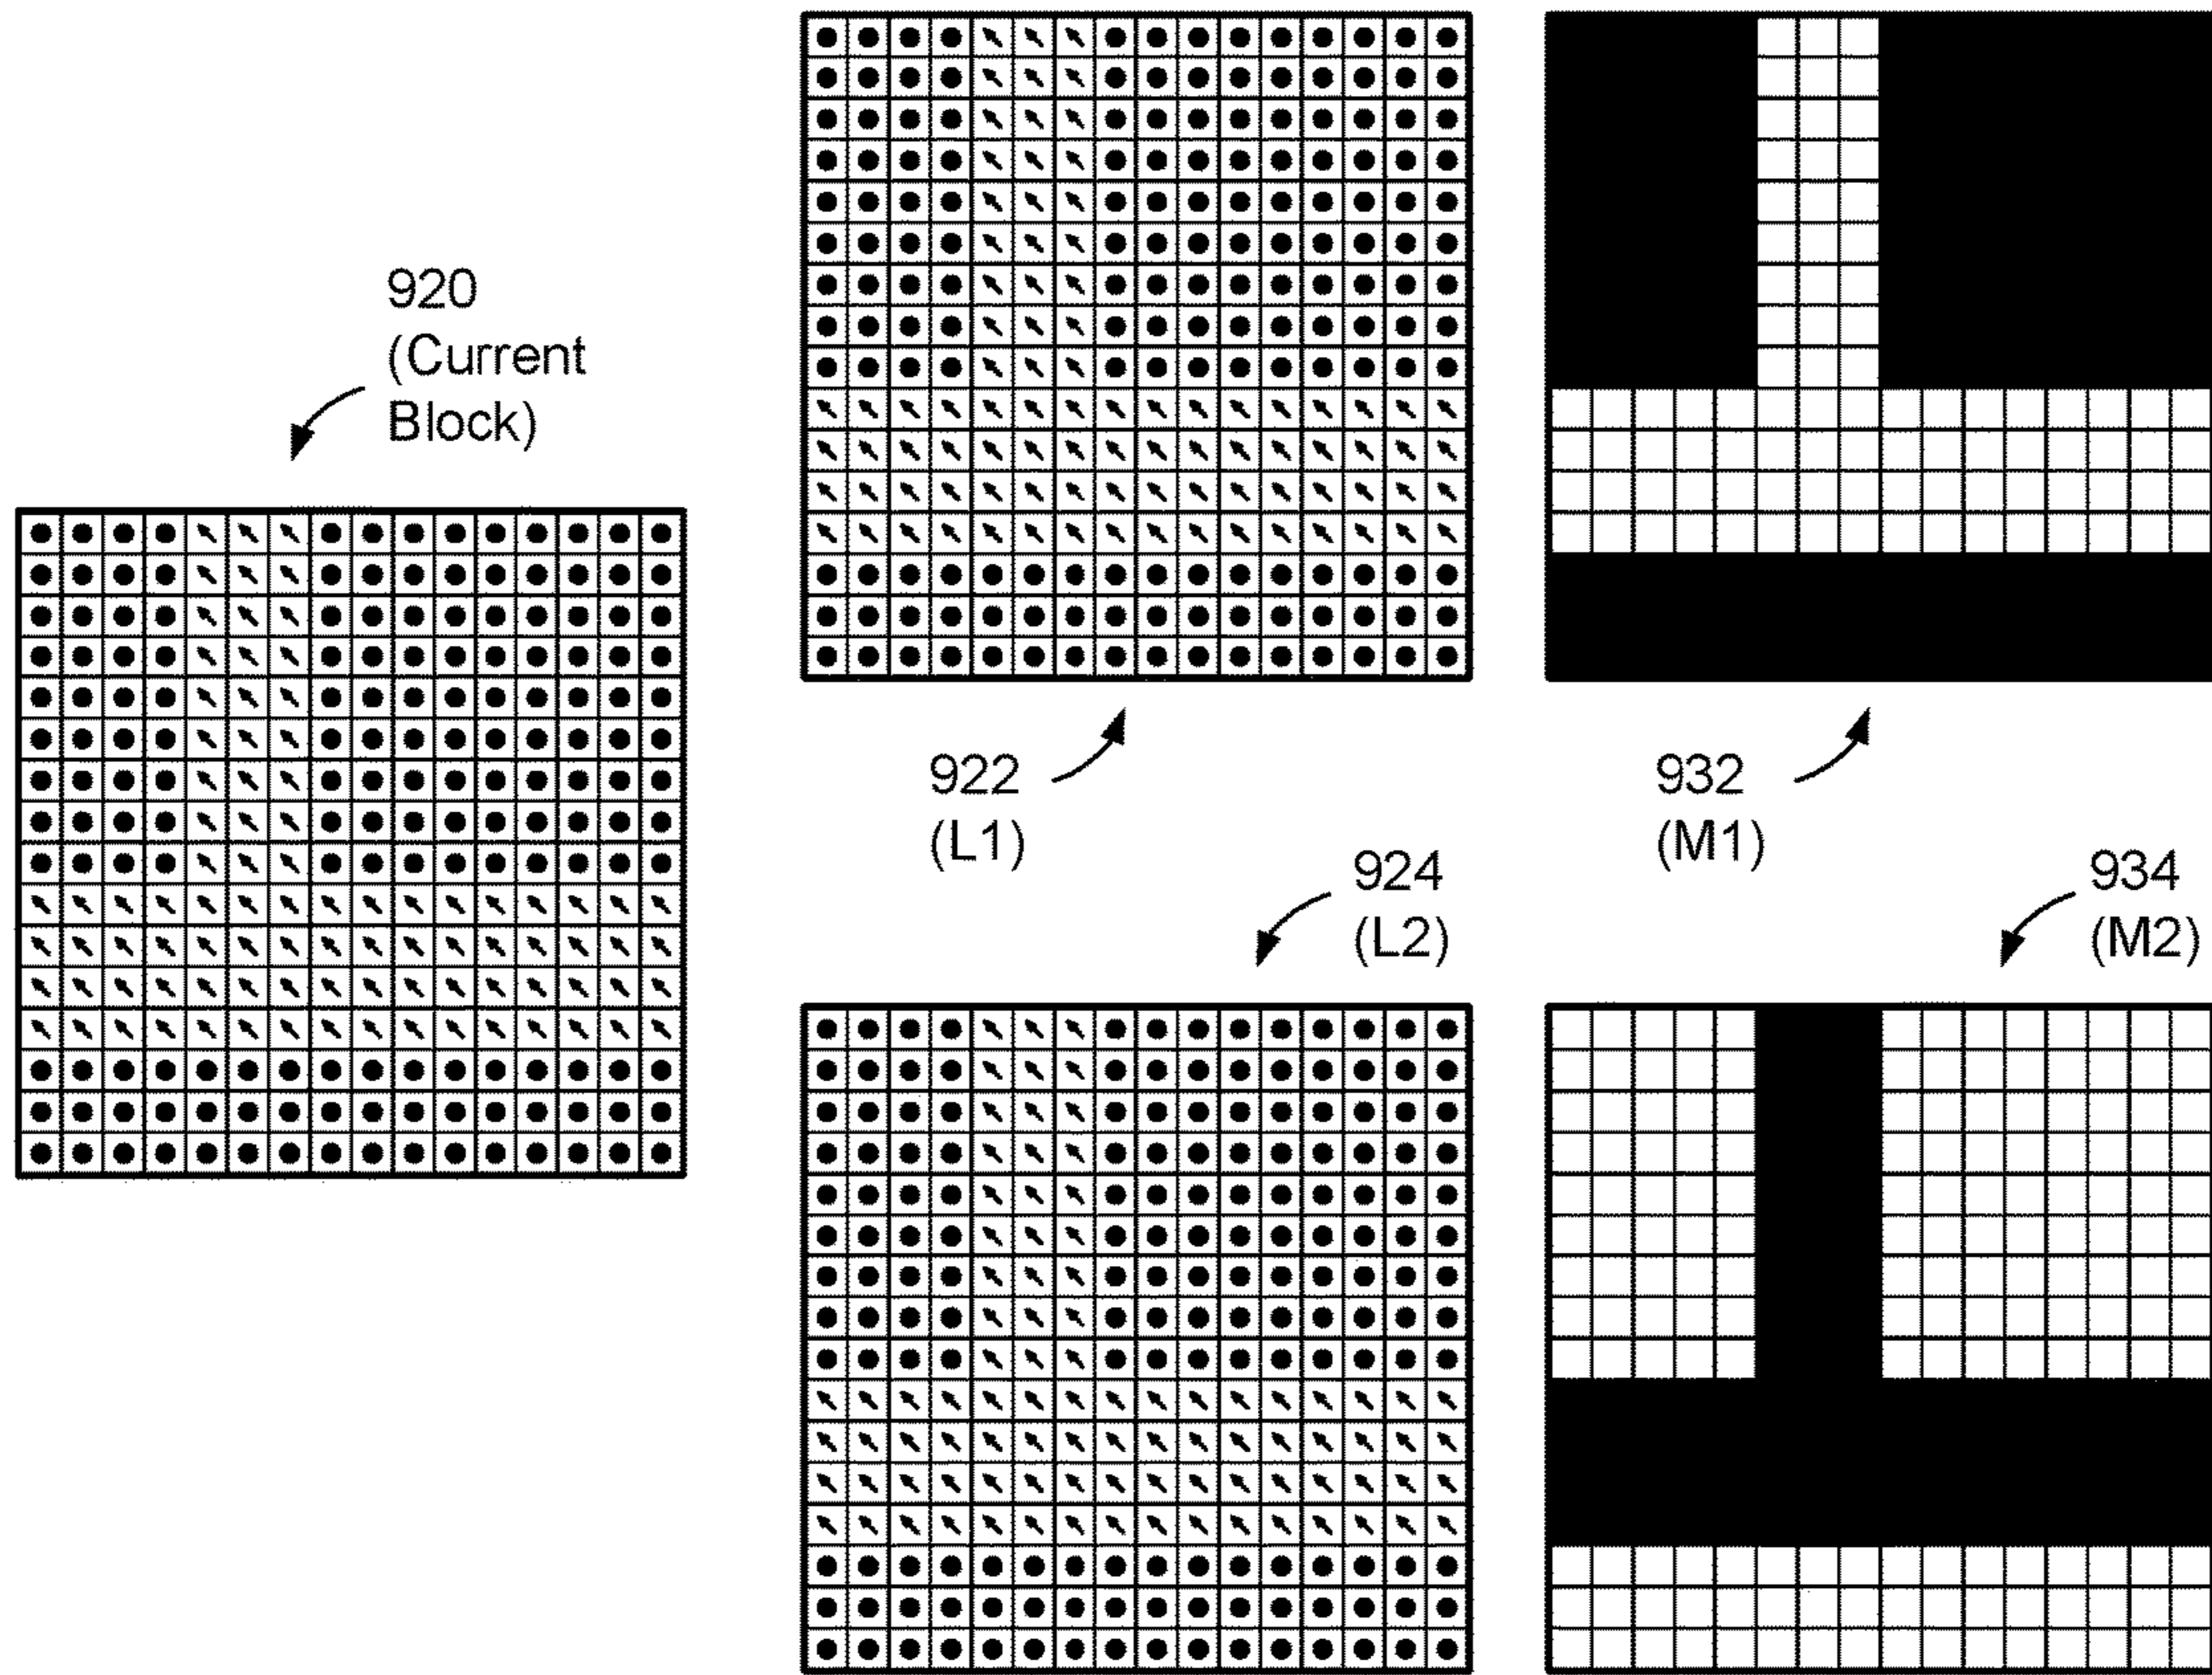 920
(Current
Block)
922
(L1)
932
(M1)
924
(L2)
934
(M2)